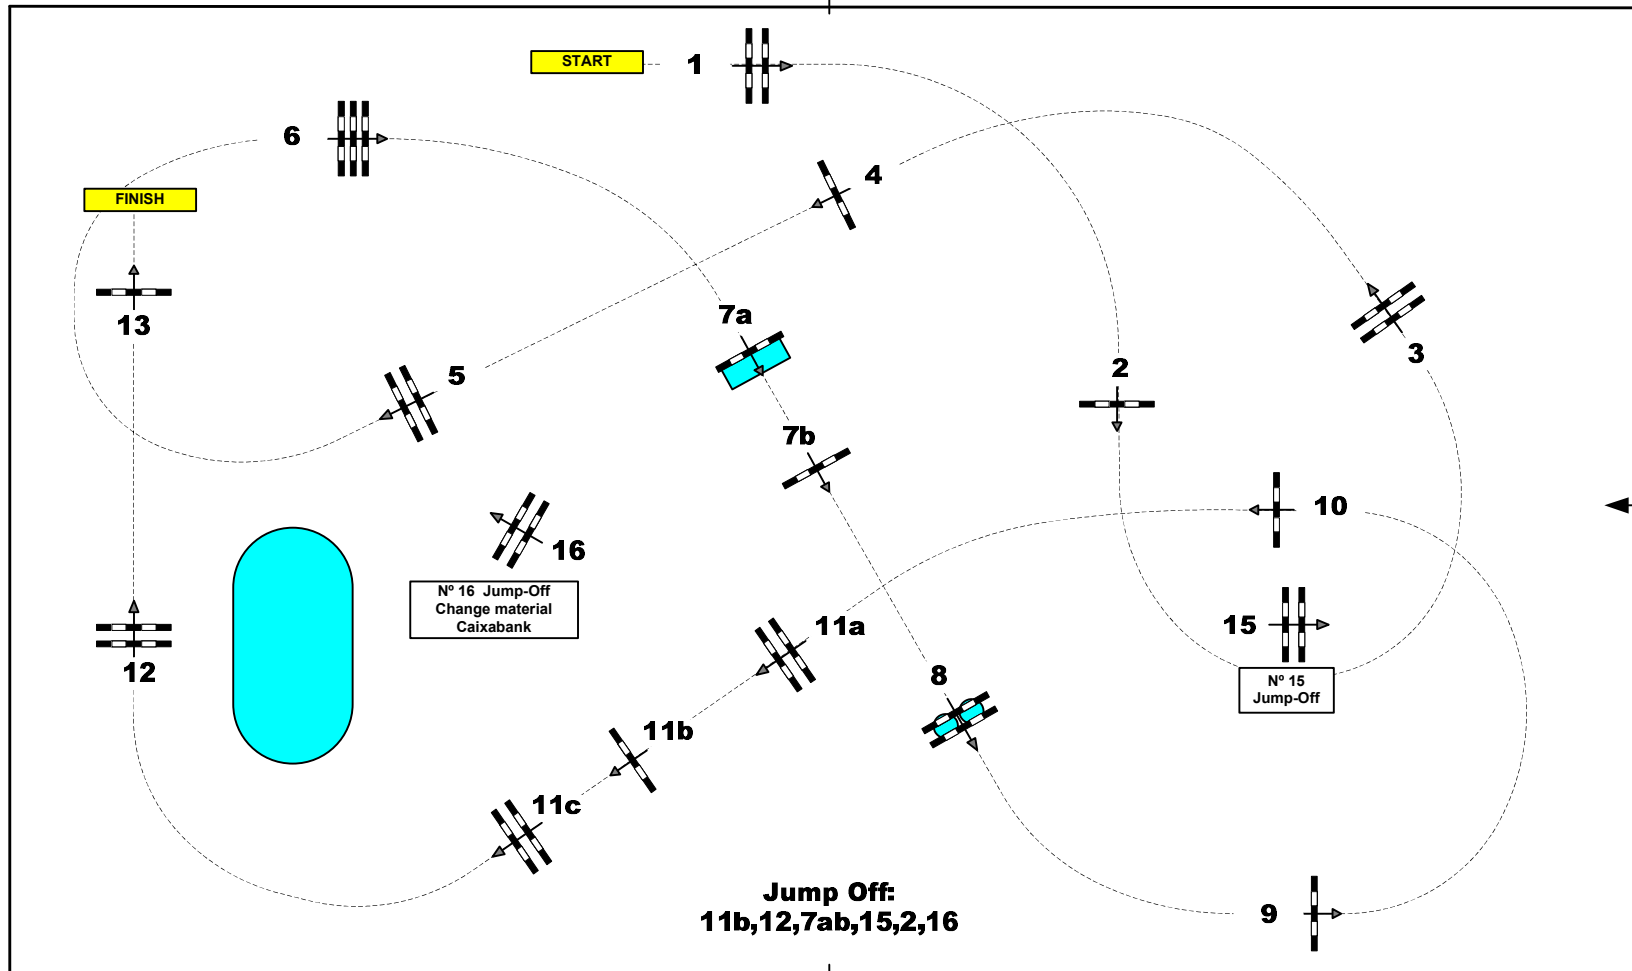 START
1
6
4
FINISH
13
7a
3
2
5
7b
10
16
Nº 16 Jump-Off
Change material
Caixabank
15
11a
12
8
Nº 15
Jump-Off
11b
11c
Jump Off:
11b,12,7ab,15,2,16
9